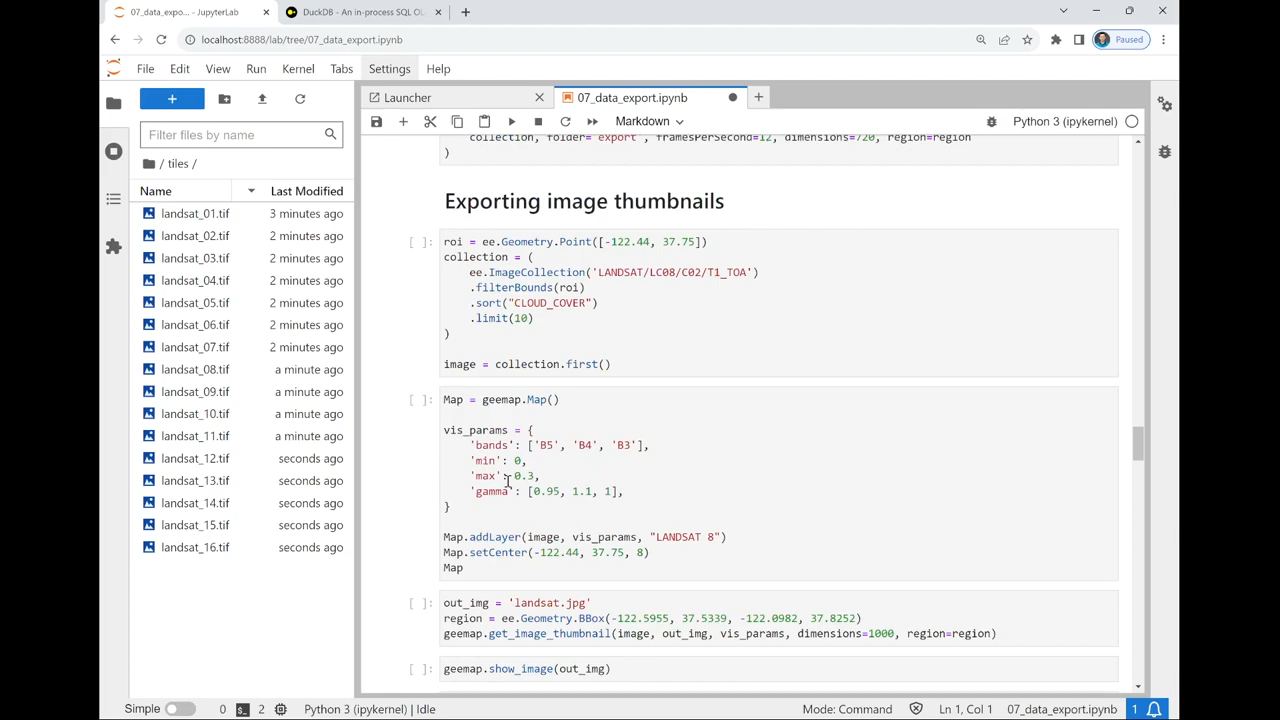 07_data_expo... - JupyterLab
DuckDB - An in-process SQL OL
localhost:8888/lab/tree/07_data_export.ipynb
Paused
File Edit View Run Kernel Tabs Settings Help
Launcher
07_data_export.ipynb
Markdown
Python 3 (ipykernel)
Filter files by name
/ tiles /
Name Last Modified
landsat_01.tif 3 minutes ago
landsat_02.tif 2 minutes ago
landsat_03.tif 2 minutes ago
landsat_04.tif 2 minutes ago
landsat_05.tif 2 minutes ago
landsat_06.tif 2 minutes ago
landsat_07.tif 2 minutes ago
landsat_08.tif a minute ago
landsat_09.tif a minute ago
landsat_10.tif a minute ago
landsat_11.tif a minute ago
landsat_12.tif seconds ago
landsat_13.tif seconds ago
landsat_14.tif seconds ago
landsat_15.tif seconds ago
landsat_16.tif seconds ago
collection, folder="export", framesPerSecond=12, dimensions=720, region=region
)
Exporting image thumbnails
[ ]: roi = ee.Geometry.Point([-122.44, 37.75])
collection = (
ee.ImageCollection('LANDSAT/LC08/C02/T1_TOA')
.filterBounds(roi)
.sort("CLOUD_COVER")
.limit(10)
)
image = collection.first()
[ ]: Map = geemap.Map()
vis_params = {
'bands': ['B5', 'B4', 'B3'],
'min': 0,
'max': 0.3,
'gamma': [0.95, 1.1, 1],
}
Map.addLayer(image, vis_params, "LANDSAT 8")
Map.setCenter(-122.44, 37.75, 8)
Map
[ ]: out_img = 'landsat.jpg'
region = ee.Geometry.BBox(-122.5955, 37.5339, -122.0982, 37.8252)
geemap.get_image_thumbnail(image, out_img, vis_params, dimensions=1000, region=region)
[ ]: geemap.show_image(out_img)
Simple 0 2 Python 3 (ipykernel) | Idle Mode: Command Ln 1, Col 1 07_data_export.ipynb 1